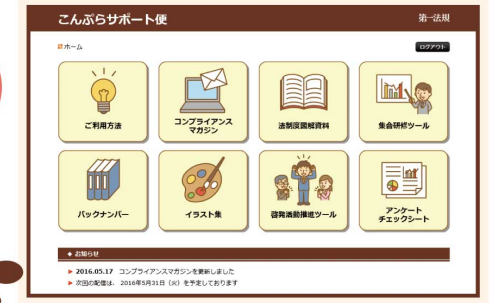 こんぷらサポート便
第一法規
ホーム
ログアウト
ご利用方法
コンプライアンス
マガジン
法制度図解資料
集合研修ツール
バックナンバー
イラスト集
啓発活動推進ツール
アンケート
チェックシート
◆ お知らせ
▶ 2016.05.17 コンプライアンスマガジンを更新しました
▶ 次回の配信は、2016年5月31日（火）を予定しております